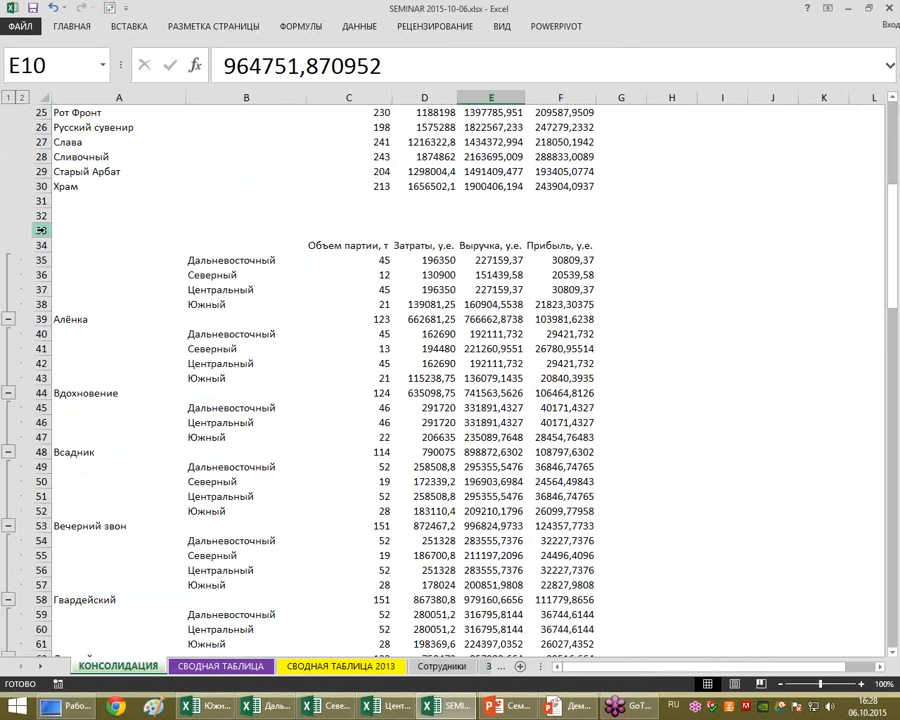 SEMINAR 2015-10-06.xlsx - Excel
ФАЙЛ ГЛАВНАЯ ВСТАВКА РАЗМЕТКА СТРАНИЦЫ ФОРМУЛЫ ДАННЫЕ РЕЦЕНЗИРОВАНИЕ ВИД POWERPIVOT Вход
E10 fx 964751,870952
1 2 A B C D E F G H I J K L
25 Рот Фронт 230 1188198 1397785,951 209587,9509
26 Русский сувенир 198 1575288 1822567,233 247279,2332
27 Слава 241 1216322,8 1434372,994 218050,1942
28 Сливочный 243 1874862 2163695,009 288833,0089
29 Старый Арбат 204 1298004,4 1491409,477 193405,0774
30 Храм 213 1656502,1 1900406,194 243904,0937
31
32
33
34 Объем партии, т Затраты, у.е. Выручка, у.е. Прибыль, у.е.
35 Дальневосточный 45 196350 227159,37 30809,37
36 Северный 12 130900 151439,58 20539,58
37 Центральный 45 196350 227159,37 30809,37
38 Южный 21 139081,25 160904,5538 21823,30375
39 Алёнка 123 662681,25 766662,8738 103981,6238
40 Дальневосточный 45 162690 192111,732 29421,732
41 Северный 13 194480 221260,9551 26780,95514
42 Центральный 45 162690 192111,732 29421,732
43 Южный 21 115238,75 136079,1435 20840,3935
44 Вдохновение 124 635098,75 741563,5626 106464,8126
45 Дальневосточный 46 291720 331891,4327 40171,4327
46 Центральный 46 291720 331891,4327 40171,4327
47 Южный 22 206635 235089,7648 28454,76483
48 Всадник 114 790075 898872,6302 108797,6302
49 Дальневосточный 52 258508,8 295355,5476 36846,74765
50 Северный 19 172339,2 196903,6984 24564,49843
51 Центральный 52 258508,8 295355,5476 36846,74765
52 Южный 28 183110,4 209210,1796 26099,77958
53 Вечерний звон 151 872467,2 996824,9733 124357,7733
54 Дальневосточный 52 251328 283555,7376 32227,7376
55 Северный 19 186700,8 211197,2096 24496,4096
56 Центральный 52 251328 283555,7376 32227,7376
57 Южный 28 178024 200851,9808 22827,9808
58 Гвардейский 151 867380,8 979160,6656 111779,8656
59 Дальневосточный 52 280051,2 316795,8144 36744,6144
60 Центральный 52 280051,2 316795,8144 36744,6144
61 Южный 28 198369,6 224397,0352 26027,4352
КОНСОЛИДАЦИЯ СВОДНАЯ ТАБЛИЦА СВОДНАЯ ТАБЛИЦА 2013 Сотрудники З ...
ГОТОВО 100%
Рабо... Южн... Даль... Севе... Цент... SEMI... Сем... Дем... GoT... RU 16:28
06.10.2015